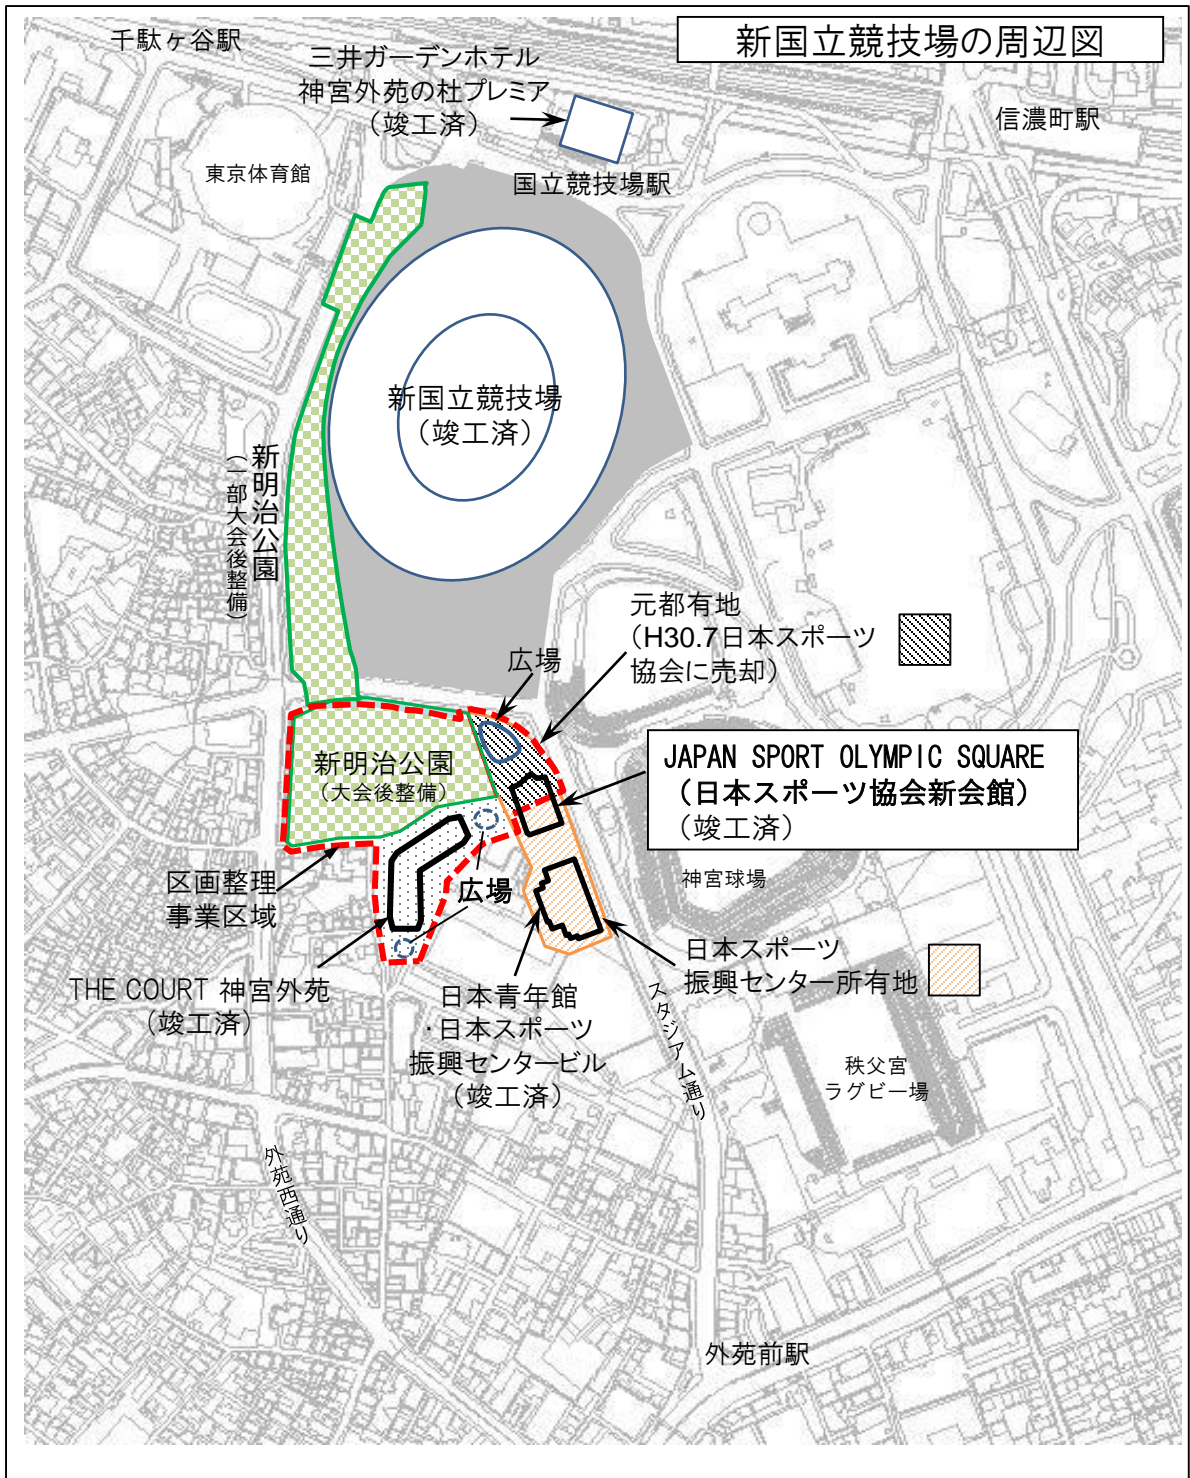 新国立競技場の周辺図
千駄ヶ谷駅
三井ガーデンホテル
神宮外苑の杜プレミア
（竣工済）
信濃町駅
東京体育館
国立競技場駅
新国立競技場
（竣工済）
新明治公園
（一部大会後整備）
元都有地
（H30.7日本スポーツ
協会に売却）
広場
JAPAN SPORT OLYMPIC SQUARE
（日本スポーツ協会新会館）
（竣工済）
新明治公園
（大会後整備）
神宮球場
区画整理
事業区域
広場
日本スポーツ
振興センター所有地
THE COURT 神宮外苑
（竣工済）
日本青年館
・日本スポーツ
振興センタービル
（竣工済）
スタジアム通り
秩父宮
ラグビー場
外苑西通り
外苑前駅